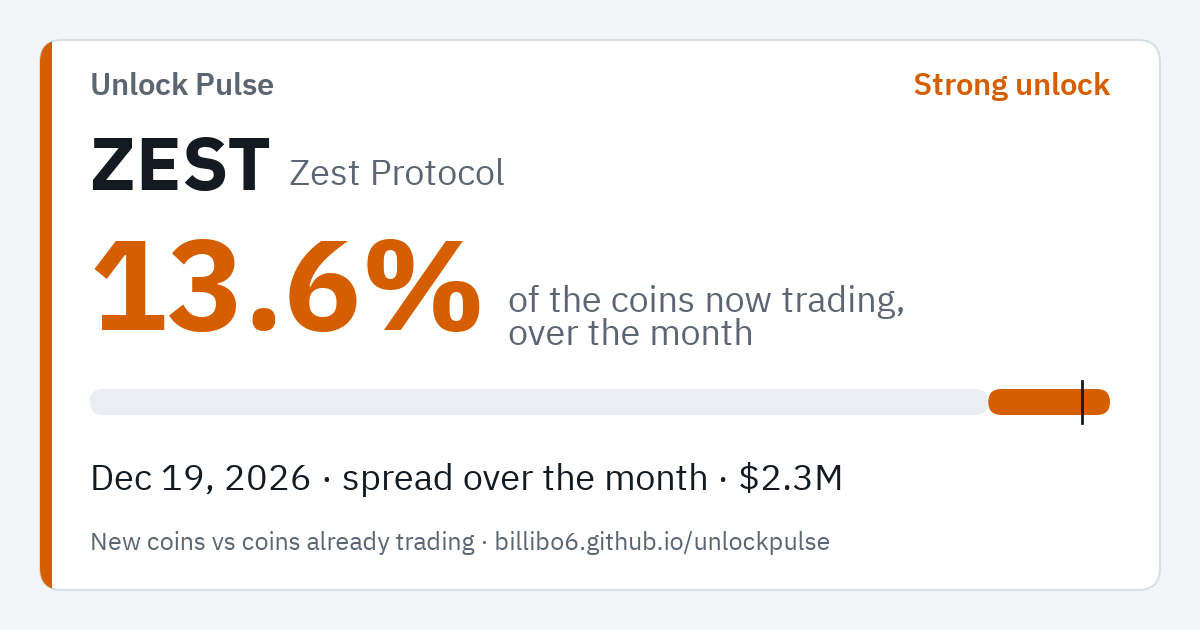 Unlock Pulse
Strong unlock
ZEST Zest Protocol
13.6% of the coins now trading,
over the month
Dec 19, 2026 · spread over the month · $2.3M
New coins vs coins already trading · billibo6.github.io/unlockpulse